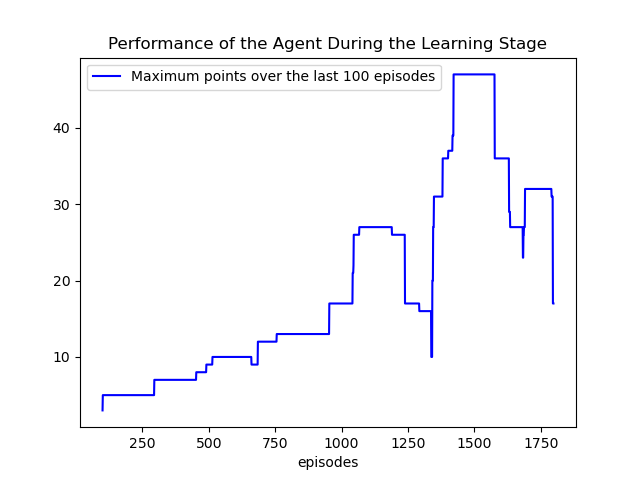 Performance of the Agent During the Learning Stage
Maximum points over the last 100 episodes
40
30
20
10
250 500 750 1000 1250 1500 1750
episodes